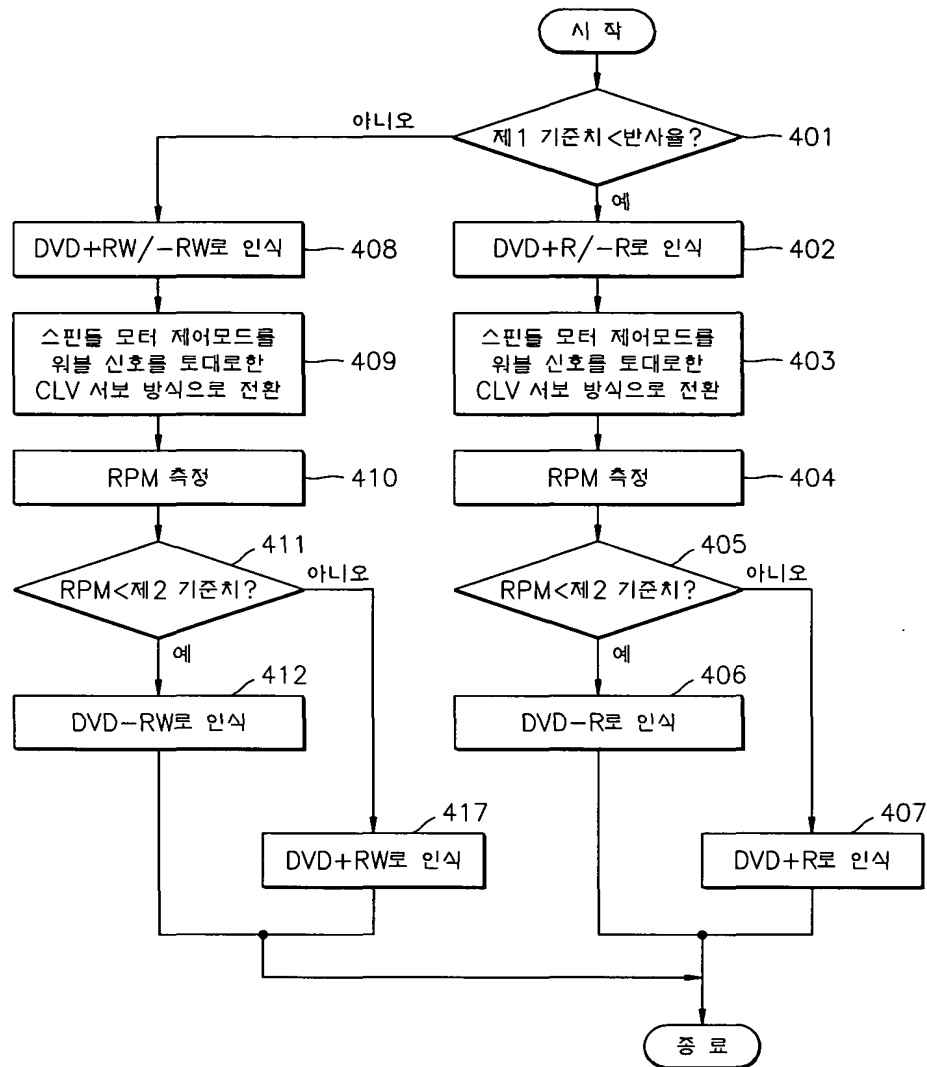 시 작
아니오
제1 기준치<반사율?
401
예
DVD+RW/-RW로 인식
408
DVD+R/-R로 인식
402
스핀들 모터 제어모드를
워블 신호를 토대로한
CLV 서보 방식으로 전환
409
스핀들 모터 제어모드를
워블 신호를 토대로한
CLV 서보 방식으로 전환
403
RPM 측정
410
RPM 측정
404
411
RPM<제2 기준치?
아니오
예
405
RPM<제2 기준치?
아니오
예
412
DVD-RW로 인식
406
DVD-R로 인식
417
DVD+RW로 인식
407
DVD+R로 인식
종 료